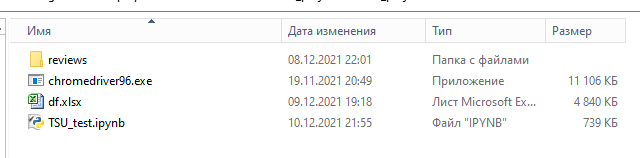 Имя Дата изменения Тип Размер
reviews 08.12.2021 22:01 Папка с файлами
chromedriver96.exe 19.11.2021 20:49 Приложение 11 106 КБ
df.xlsx 09.12.2021 19:18 Лист Microsoft Ex... 4 840 КБ
TSU_test.ipynb 10.12.2021 21:55 Файл "IPYNB" 739 КБ